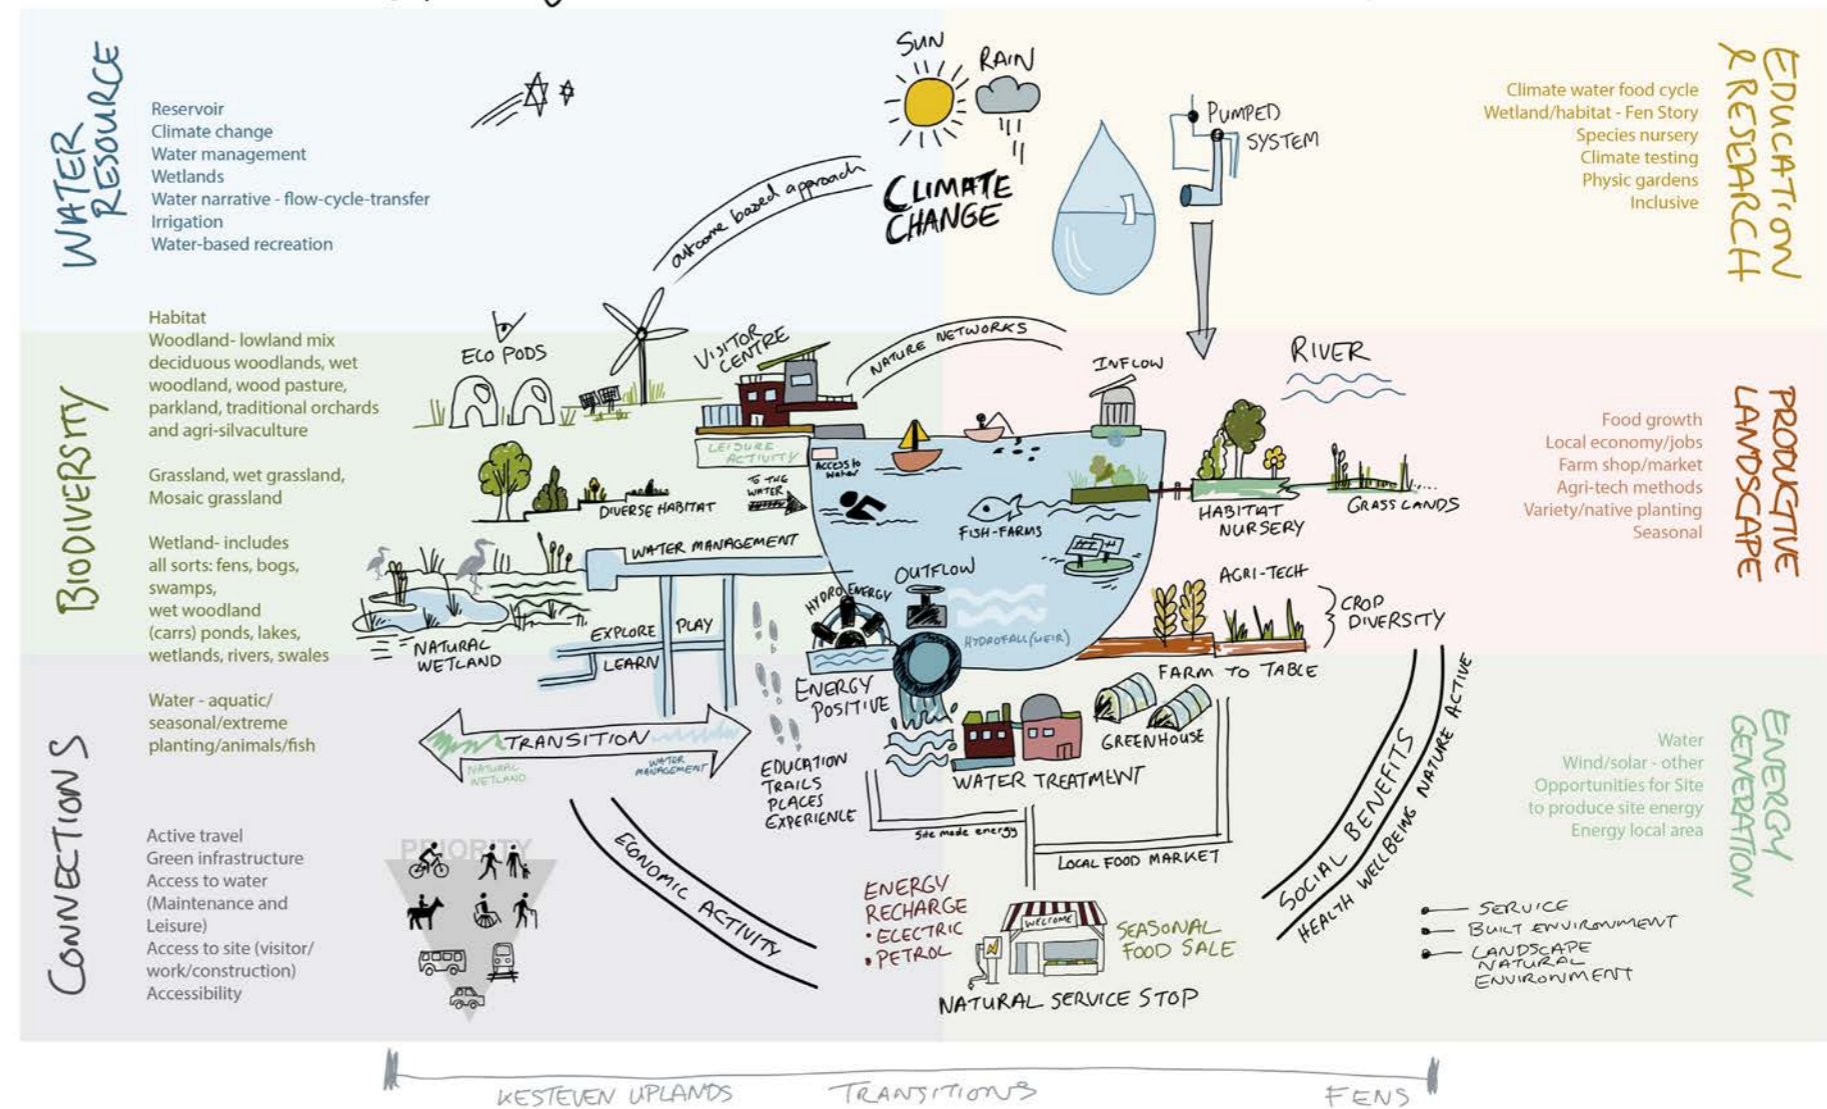 WATER
RESOURCE
Reservoir
Climate change
Water management
Wetlands
Water narrative - flow-cycle-transfer
Irrigation
Water-based recreation
SUN
RAIN
CLIMATE
CHANGE
outcome based approach
PUMPED
SYSTEM
EDUCATION
& RESEARCH
Climate water food cycle
Wetland/habitat - Fen Story
Species nursery
Climate testing
Physic gardens
Inclusive
BIODIVERSITY
Habitat
Woodland- lowland mix
deciduous woodlands, wet
woodland, wood pasture,
parkland, traditional orchards
and agri-silvaculture
Grassland, wet grassland,
Mosaic grassland
Wetland- includes
all sorts: fens, bogs,
swamps,
wet woodland
(carrs) ponds, lakes,
wetlands, rivers, swales
Water - aquatic/
seasonal/extreme
planting/animals/fish
ECO PODS
VISITOR
CENTRE
NATURE NETWORKS
INFLOW
RIVER
LEISURE
ACTIVITY
Access to
water
TO THE
WATER
DIVERSE HABITAT
FISH-FARMS
HABITAT
NURSERY
GRASSLANDS
WATER MANAGEMENT
OUTFLOW
HYDRO ENERGY
HYDROFALL (WEIR)
AGRI-TECH
CROP
DIVERSITY
NATURAL
WETLAND
EXPLORE
PLAY
LEARN
ENERGY
POSITIVE
FARM TO TABLE
PRODUCTIVE
LANDSCAPE
Food growth
Local economy/jobs
Farm shop/market
Agri-tech methods
Variety/native planting
Seasonal
TRANSITION
NATURAL
WETLAND
WATER
MANAGEMENT
EDUCATION
TRAILS
PLACES
EXPERIENCE
GREENHOUSE
WATER TREATMENT
Site made energy
LOCAL FOOD MARKET
SOCIAL BENEFITS
HEALTH WELLBEING NATURE ACTIVE
ENERGY
GENERATION
Water
Wind/solar - other
Opportunities for Site
to produce site energy
Energy local area
CONNECTIONS
Active travel
Green infrastructure
Access to water
(Maintenance and
Leisure)
Access to site (visitor/
work/construction)
Accessibility
PRIORITY
ECONOMIC ACTIVITY
ENERGY
RECHARGE
• ELECTRIC
• PETROL
WELCOME
SEASONAL
FOOD SALE
NATURAL SERVICE STOP
SERVICE
BUILT ENVIRONMENT
LANDSCAPE
NATURAL
ENVIRONMENT
KESTEVEN UPLANDS
TRANSITIONS
FENS